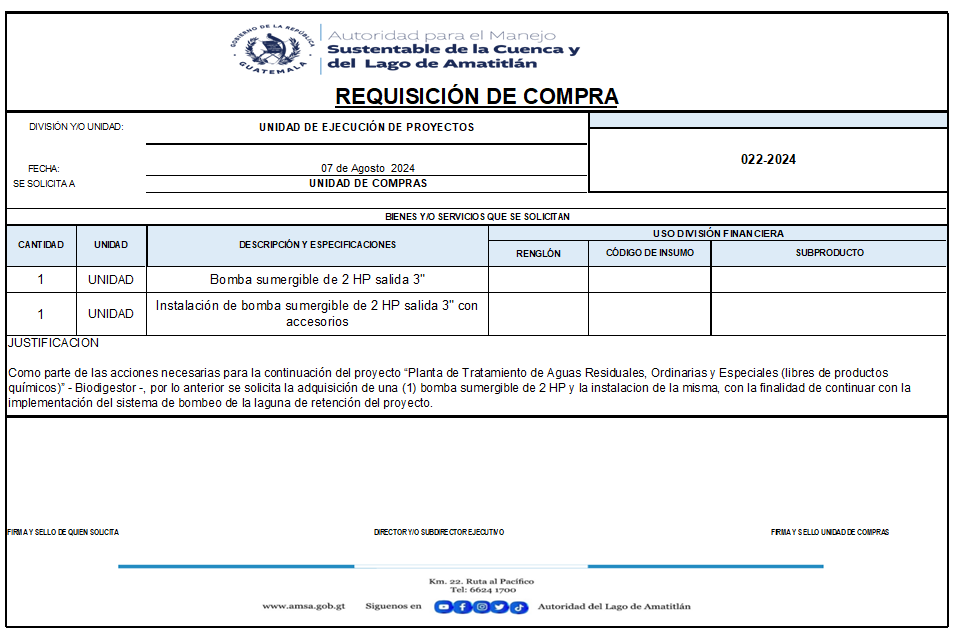 GOBIERNO DE LA REPÚBLICA
GUATEMALA
Autoridad para el Manejo
Sustentable de la Cuenca y
del Lago de Amatitlán
REQUISICIÓN DE COMPRA
DIVISIÓN Y/O UNIDAD:
UNIDAD DE EJECUCIÓN DE PROYECTOS
022-2024
FECHA:
07 de Agosto 2024
SE SOLICITA A
UNIDAD DE COMPRAS
BIENES Y/O SERVICIOS QUE SE SOLICITAN
CANTIDAD UNIDAD DESCRIPCIÓN Y ESPECIFICACIONES USO DIVISIÓN FINANCIERA
RENGLÓN CÓDIGO DE INSUMO SUBPRODUCTO
1 UNIDAD Bomba sumergible de 2 HP salida 3"
1 UNIDAD Instalación de bomba sumergible de 2 HP salida 3" con
accesorios
JUSTIFICACION
Como parte de las acciones necesarias para la continuación del proyecto “Planta de Tratamiento de Aguas Residuales, Ordinarias y Especiales (libres de productos
químicos)” - Biodigestor -, por lo anterior se solicita la adquisición de una (1) bomba sumergible de 2 HP y la instalacion de la misma, con la finalidad de continuar con la
implementación del sistema de bombeo de la laguna de retención del proyecto.
FIRMA Y SELLO DE QUIEN SOLICITA DIRECTOR Y/O SUBDIRECTOR EJECUTIVO FIRMA Y SELLO UNIDAD DE COMPRAS
Km. 22. Ruta al Pacífico
Tel: 6624 1700
www.amsa.gob.gt Síguenos en Autoridad del Lago de Amatitlán